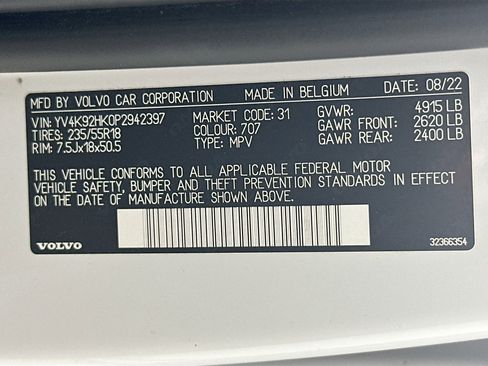 MFD BY VOLVO CAR CORPORATION MADE IN BELGIUM DATE: 08/22
VIN: YV4K92HK0P2942397 MARKET CODE: 31 GVWR: 4915 LB
TIRES: 235/55R18 COLOUR: 707 GAWR FRONT: 2620 LB
RIM: 7.5Jx18x50.5 TYPE: MPV GAWR REAR: 2400 LB
THIS VEHICLE CONFORMS TO ALL APPLICABLE FEDERAL MOTOR
VEHICLE SAFETY, BUMPER AND THEFT PREVENTION STANDARDS IN EFFECT
ON THE DATE OF MANUFACTURE SHOWN ABOVE.
VOLVO 32366354